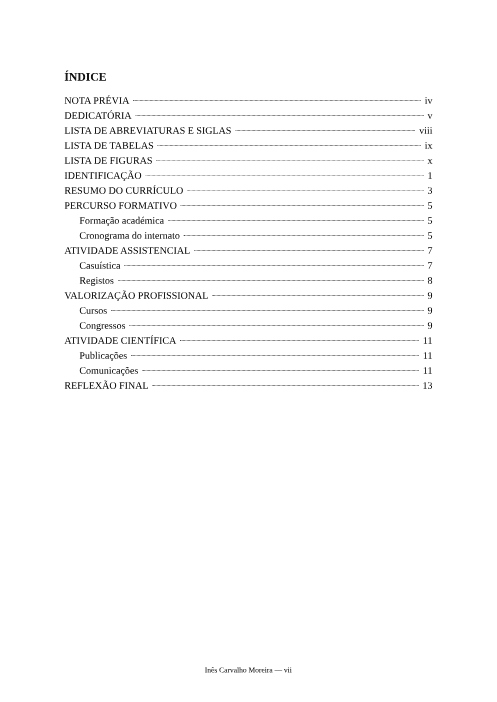 ÍNDICE
NOTA PRÉVIA iv
DEDICATÓRIA v
LISTA DE ABREVIATURAS E SIGLAS viii
LISTA DE TABELAS ix
LISTA DE FIGURAS x
IDENTIFICAÇÃO 1
RESUMO DO CURRÍCULO 3
PERCURSO FORMATIVO 5
Formação académica 5
Cronograma do internato 5
ATIVIDADE ASSISTENCIAL 7
Casuística 7
Registos 8
VALORIZAÇÃO PROFISSIONAL 9
Cursos 9
Congressos 9
ATIVIDADE CIENTÍFICA 11
Publicações 11
Comunicações 11
REFLEXÃO FINAL 13
Inês Carvalho Moreira — vii